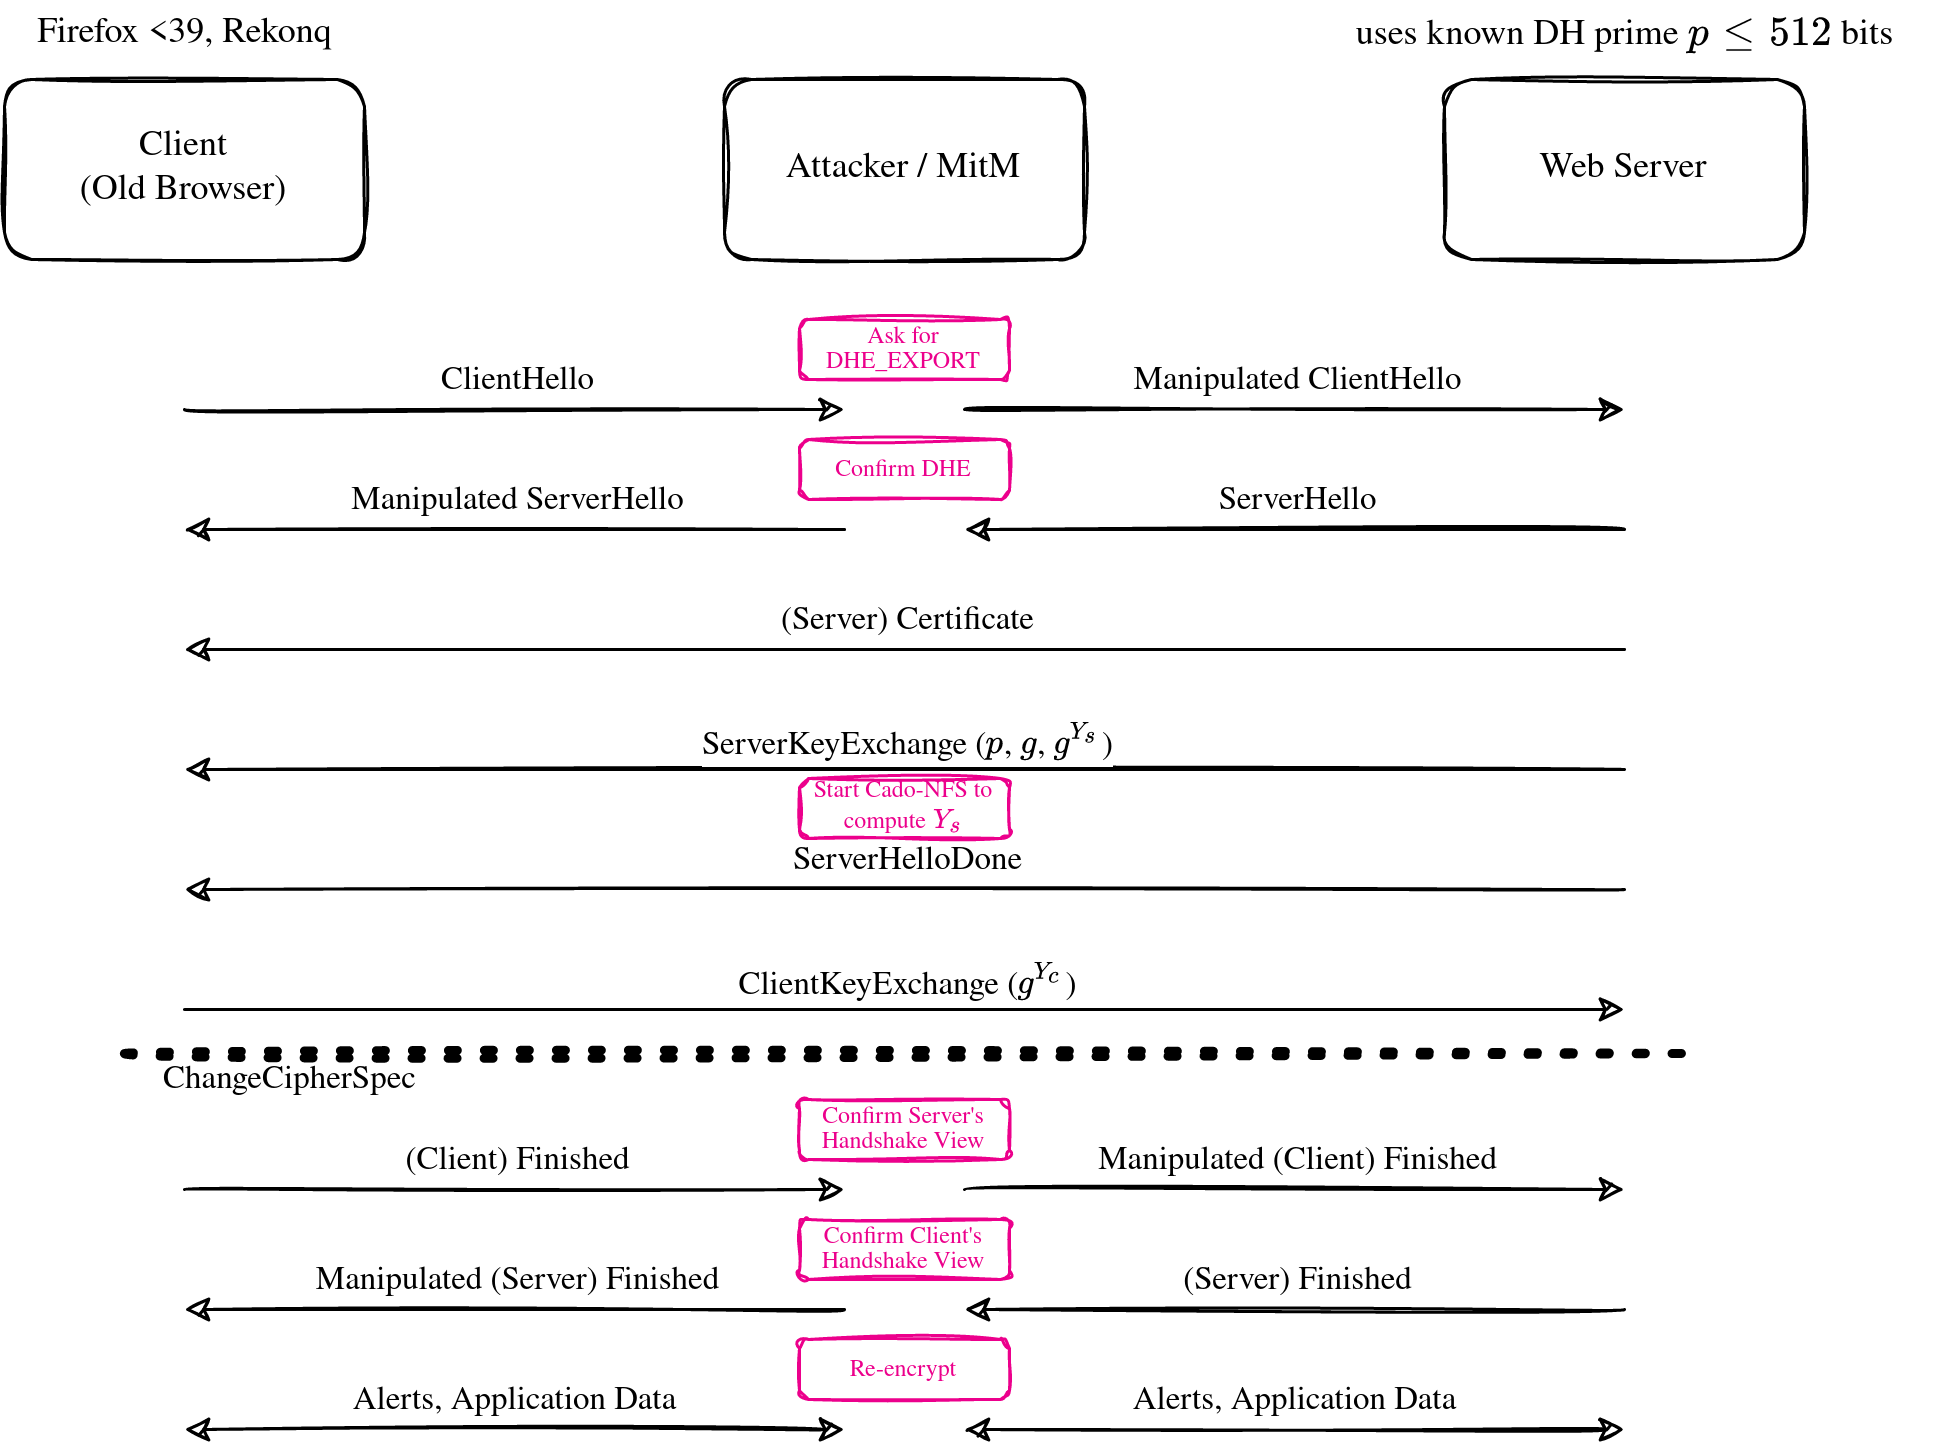 Firefox <39, Rekonq
uses known DH prime p ≤ 512 bits
Client
(Old Browser)
Attacker / MitM
Web Server
Ask for
DHE_EXPORT
ClientHello
Manipulated ClientHello
Confirm DHE
Manipulated ServerHello
ServerHello
(Server) Certificate
ServerKeyExchange (p, g, g^{Y_s})
Start Cado-NFS to
compute Y_s
ServerHelloDone
ClientKeyExchange (g^{Y_c})
ChangeCipherSpec
Confirm Server's
Handshake View
(Client) Finished
Manipulated (Client) Finished
Confirm Client's
Handshake View
Manipulated (Server) Finished
(Server) Finished
Re-encrypt
Alerts, Application Data
Alerts, Application Data